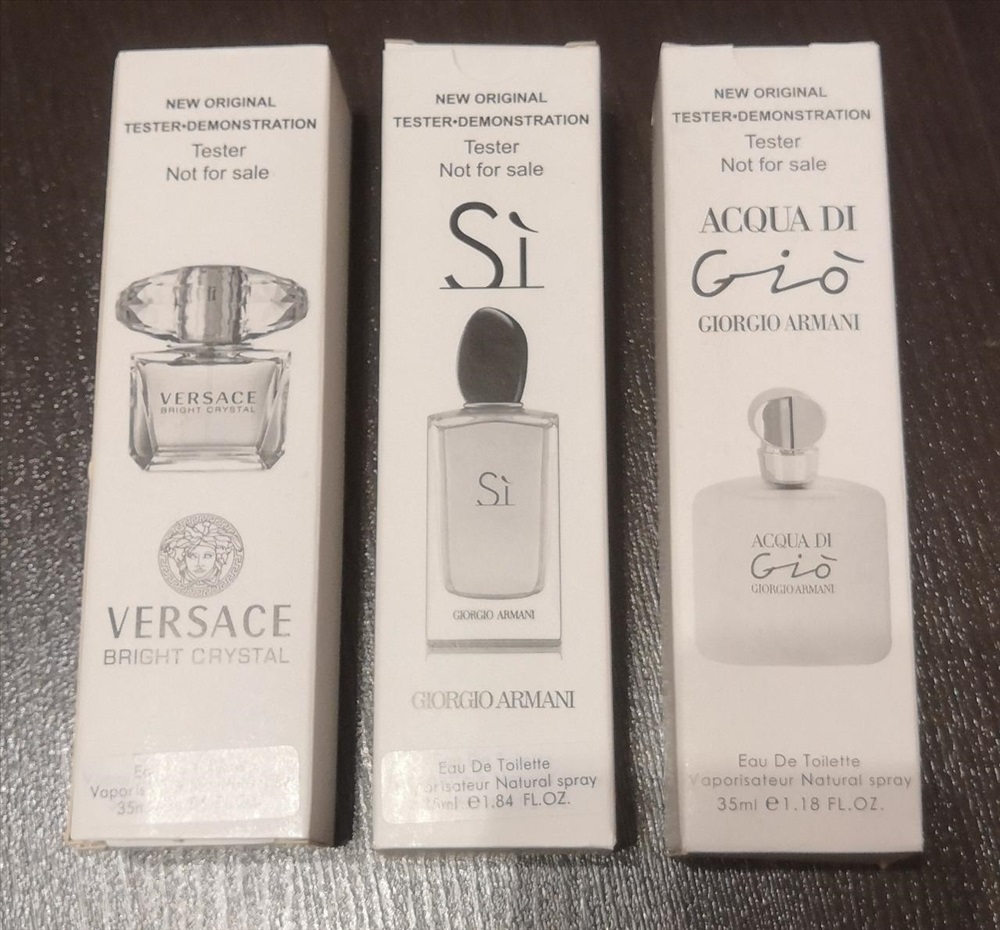 NEW ORIGINAL
TESTER•DEMONSTRATION
Tester
Not for sale
VERSACE
BRIGHT CRYSTAL
VERSACE
BRIGHT CRYSTAL
NEW ORIGINAL
TESTER•DEMONSTRATION
Tester
Not for sale
Sì
Sì
GIORGIO ARMANI
GIORGIO ARMANI
Eau De Toilette
Natural spray
℮1.84 FL.OZ.
NEW ORIGINAL
TESTER•DEMONSTRATION
Tester
Not for sale
ACQUA DI
Giò
GIORGIO ARMANI
ACQUA DI
Giò
GIORGIO ARMANI
Eau De Toilette
Vaporisateur Natural spray
35ml ℮1.18 FL.OZ.